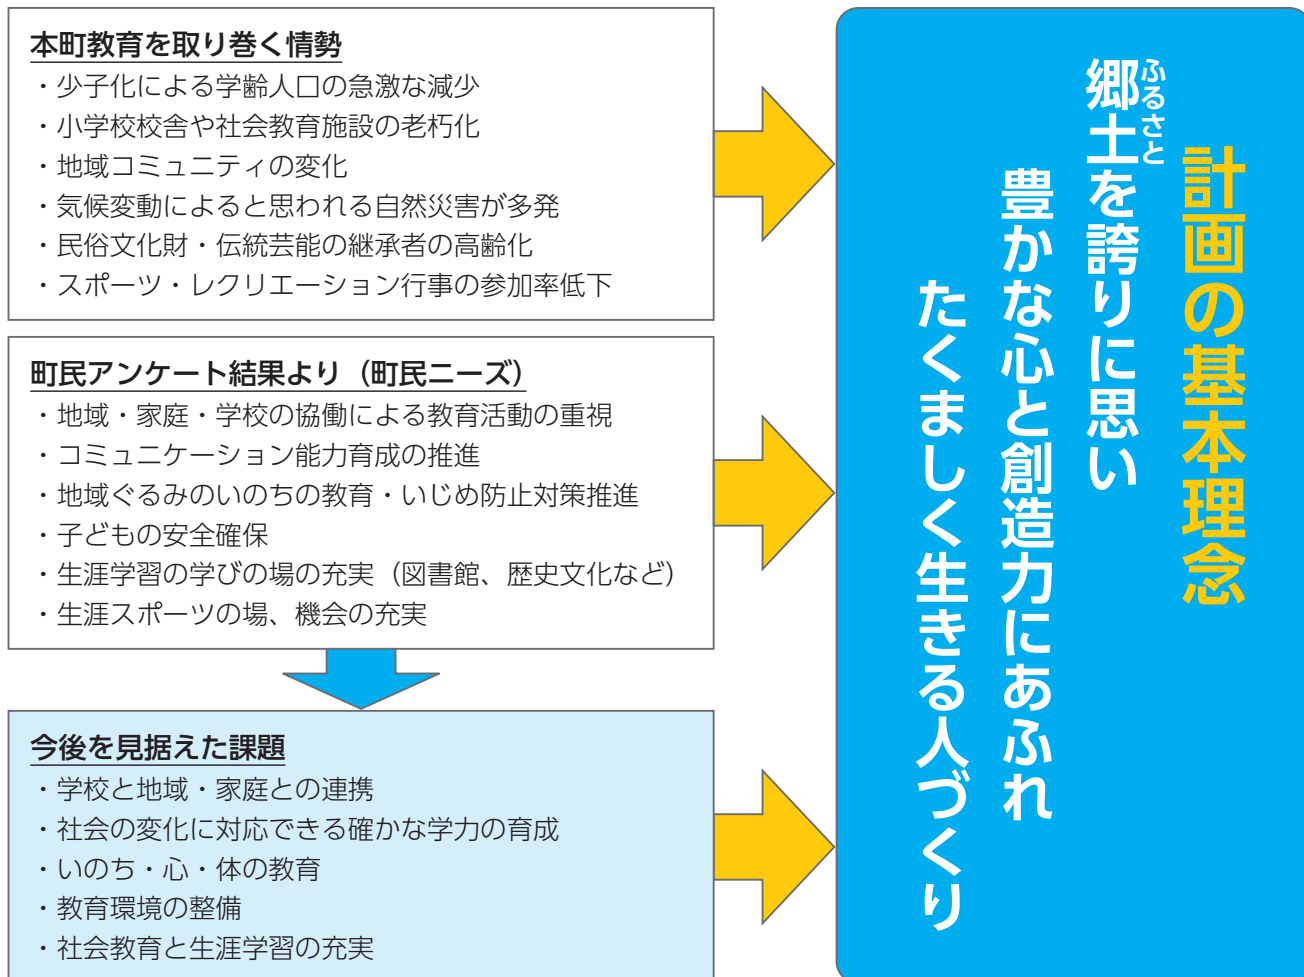 本町教育を取り巻く情勢
・少子化による学齢人口の急激な減少
・小学校校舎や社会教育施設の老朽化
・地域コミュニティの変化
・気候変動によると思われる自然災害が多発
・民俗文化財・伝統芸能の継承者の高齢化
・スポーツ・レクリエーション行事の参加率低下
町民アンケート結果より（町民ニーズ）
・地域・家庭・学校の協働による教育活動の重視
・コミュニケーション能力育成の推進
・地域ぐるみのいのちの教育・いじめ防止対策推進
・子どもの安全確保
・生涯学習の学びの場の充実（図書館、歴史文化など）
・生涯スポーツの場、機会の充実
今後を見据えた課題
・学校と地域・家庭との連携
・社会の変化に対応できる確かな学力の育成
・いのち・心・体の教育
・教育環境の整備
・社会教育と生涯学習の充実
計画の基本理念
ふるさと
郷土を誇りに思い
豊かな心と創造力にあふれ
たくましく生きる人づくり